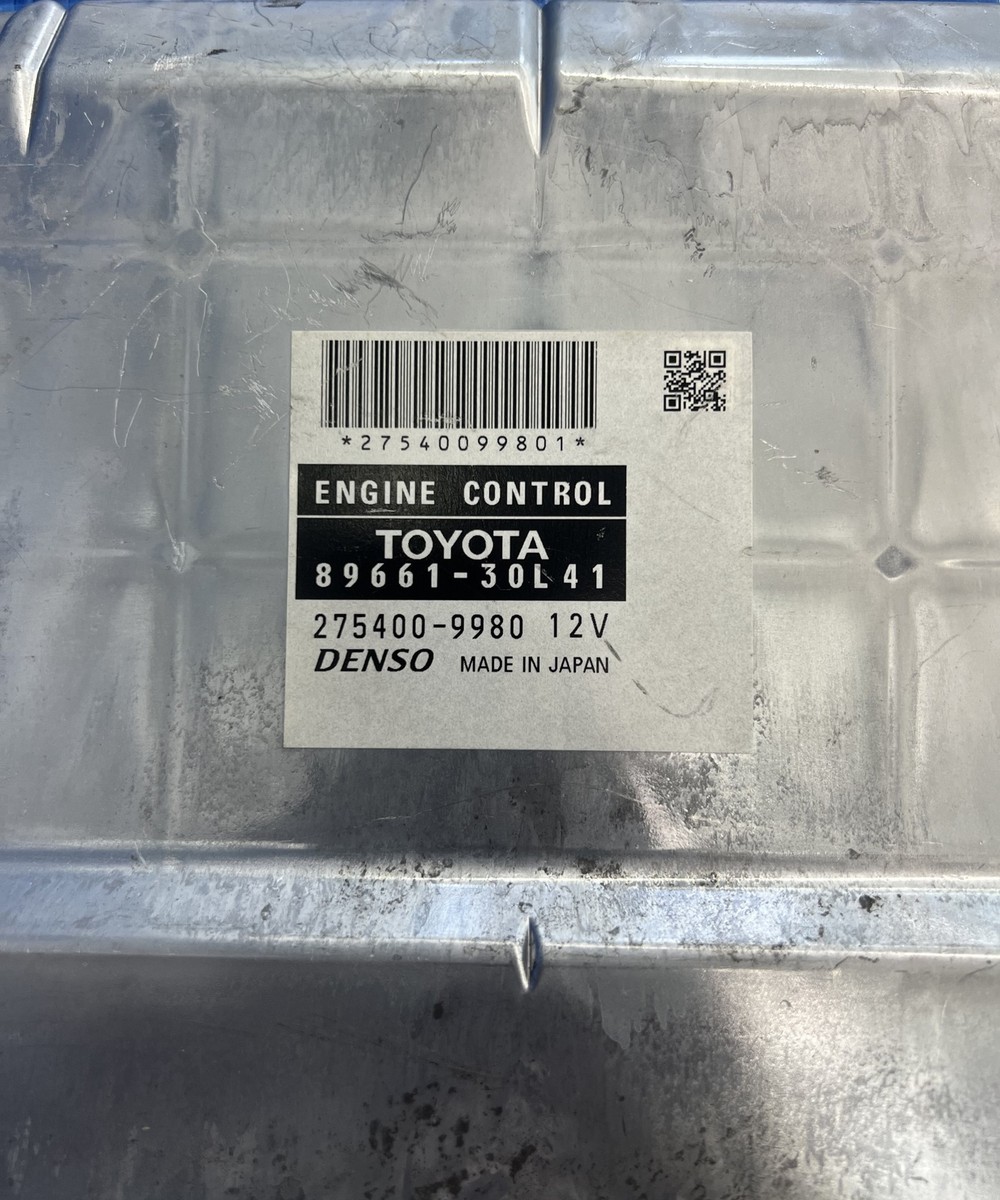 *27540099801*
ENGINE CONTROL
TOYOTA
89661-30L41
275400-9980 12V
DENSO MADE IN JAPAN